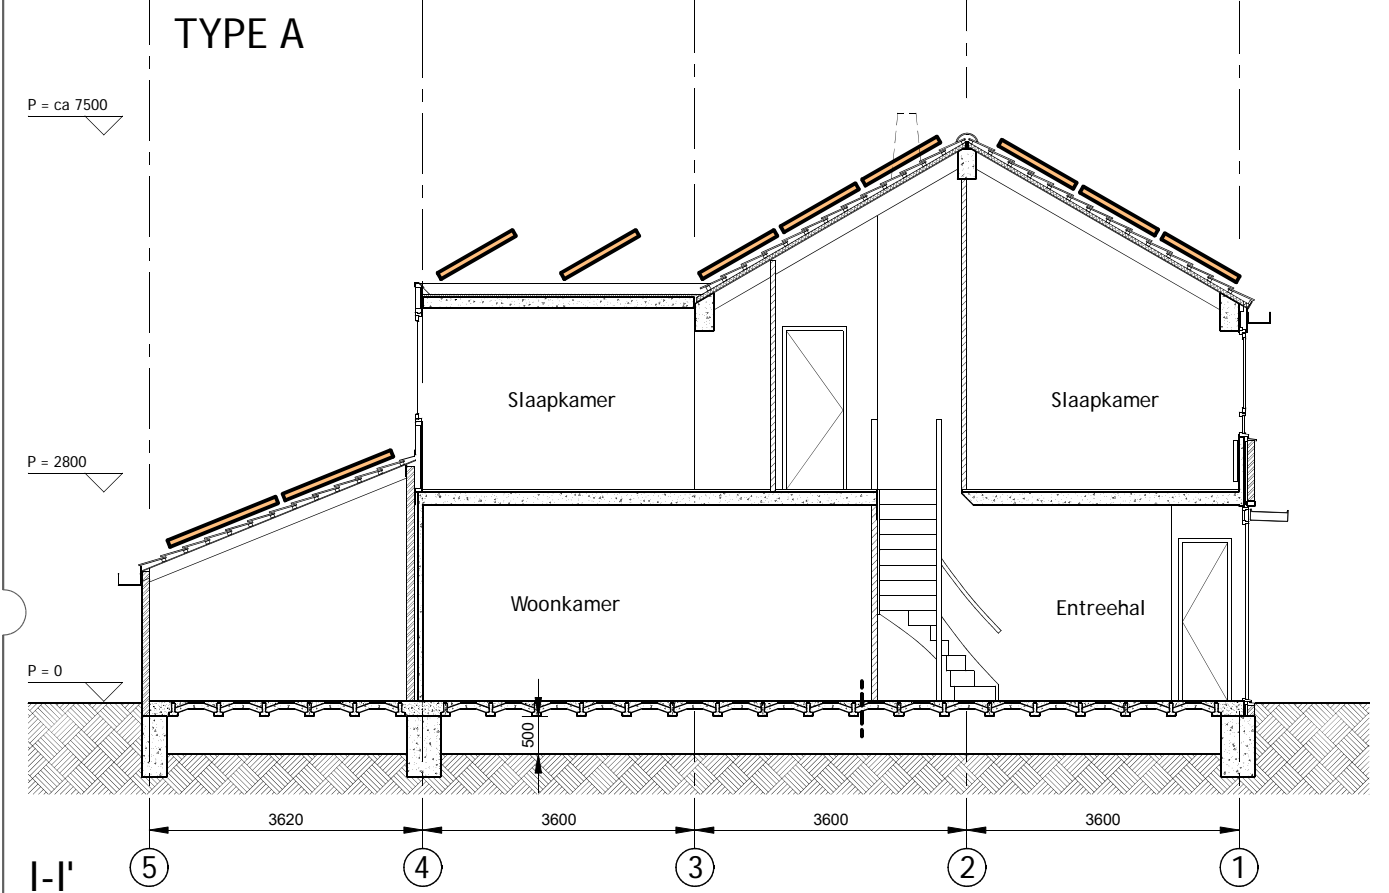 TYPE A
P = ca 7500
Slaapkamer
Slaapkamer
P = 2800
Woonkamer
Entreehal
P = 0
500
3620
3600
3600
3600
5
4
3
2
1
I-I'